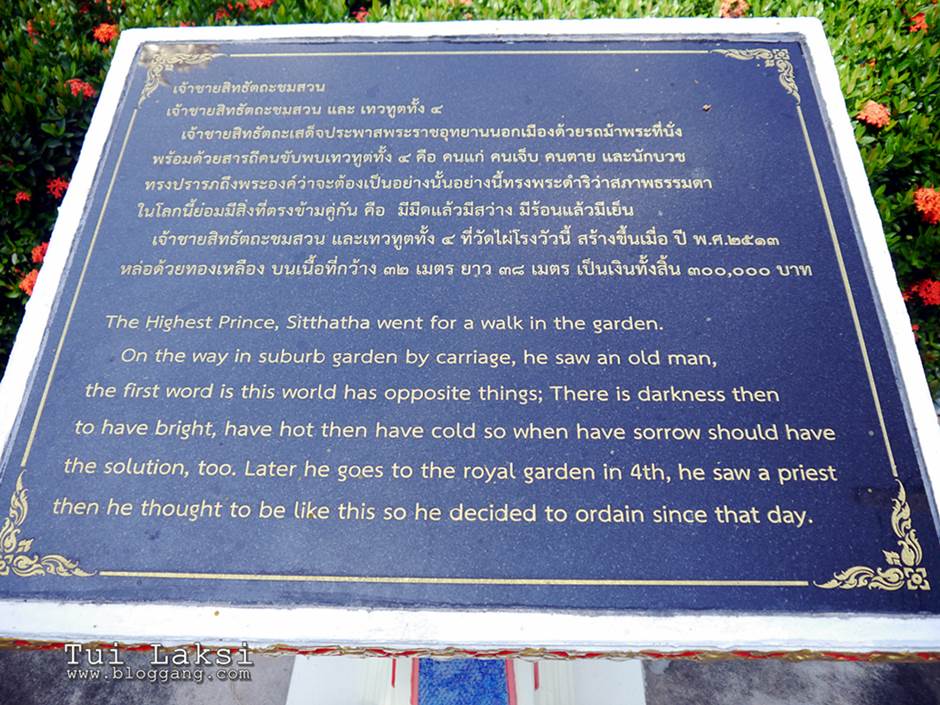 เจ้าชายสิทธัตถะชมสวน
เจ้าชายสิทธัตถะชมสวน และ เทวทูตทั้ง ๔
เจ้าชายสิทธัตถะเสด็จประพาสพระราชอุทยานนอกเมืองด้วยรถม้าพระที่นั่ง
พร้อมด้วยสารถีคนขับพบเทวทูตทั้ง ๔ คือ คนแก่ คนเจ็บ คนตาย และนักบวช
ทรงปรารภถึงพระองค์ว่าจะต้องเป็นอย่างนั้นอย่างนี้ทรงพระดำริว่าสภาพธรรมดา
ในโลกนี้ย่อมมีสิ่งที่ตรงข้ามคู่กัน คือ มีมืดแล้วมีสว่าง มีร้อนแล้วมีเย็น
เจ้าชายสิทธัตถะชมสวน และเทวทูตทั้ง ๔ ที่วัดไผ่โรงวัวนี้ สร้างขึ้นเมื่อ ปี พ.ศ.๒๕๑๓
หล่อด้วยทองเหลือง บนเนื้อที่กว้าง ๓๒ เมตร ยาว ๓๘ เมตร เป็นเงินทั้งสิ้น ๓๐๐,๐๐๐ บาท
The Highest Prince, Sitthatha went for a walk in the garden.
On the way in suburb garden by carriage, he saw an old man,
the first word is this world has opposite things; There is darkness then
to have bright, have hot then have cold so when have sorrow should have
the solution, too. Later he goes to the royal garden in 4th, he saw a priest
then he thought to be like this so he decided to ordain since that day.
Tui Laksi
www.bloggang.com